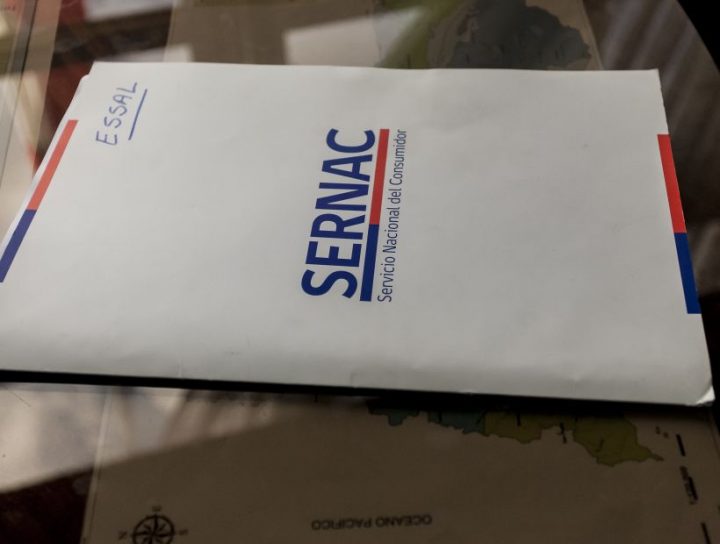 ESSAL
SERNAC
Servicio Nacional del Consumidor
OCEANO PACIFICO